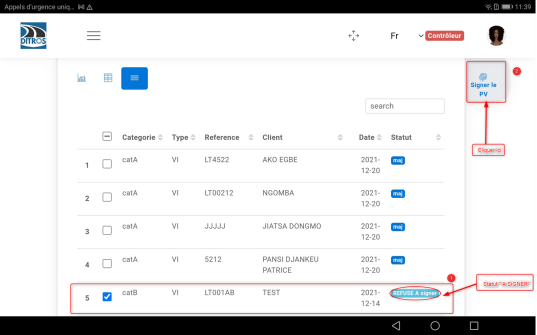 Appels d'urgence uniq... 11:39
DITROS Fr Contrôleur
Signer le PV 2
search
Cliquer ici
Categorie Type Reference Client Date Statut
1 catA VI LT4522 AKO EGBE 2021-12-20 maj
2 catA VI LT00212 NGOMBA 2021-12-20 maj
3 catA VI JJJJJ JIATSA DONGMO 2021-12-20 maj
4 catA VI 5212 PANSI DJANKEU PATRICE 2021-12-20 maj
1
5 catB VI LT001AB TEST 2021-12-14 REFUSE A signer
Statut "A SIGNER"